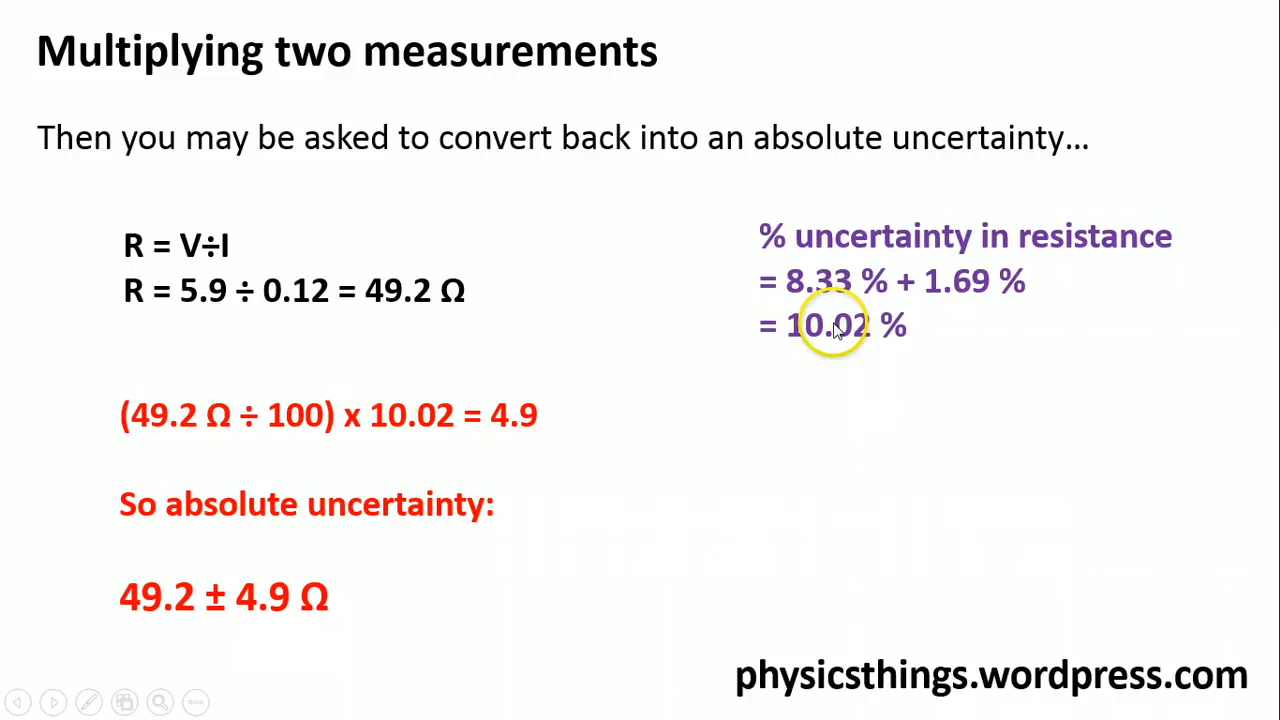 Multiplying two measurements
Then you may be asked to convert back into an absolute uncertainty...
R = V÷I
R = 5.9 ÷ 0.12 = 49.2 Ω
% uncertainty in resistance
= 8.33 % + 1.69 %
= 10.02 %
(49.2 Ω ÷ 100) x 10.02 = 4.9
So absolute uncertainty:
49.2 ± 4.9 Ω
physicsthings.wordpress.com